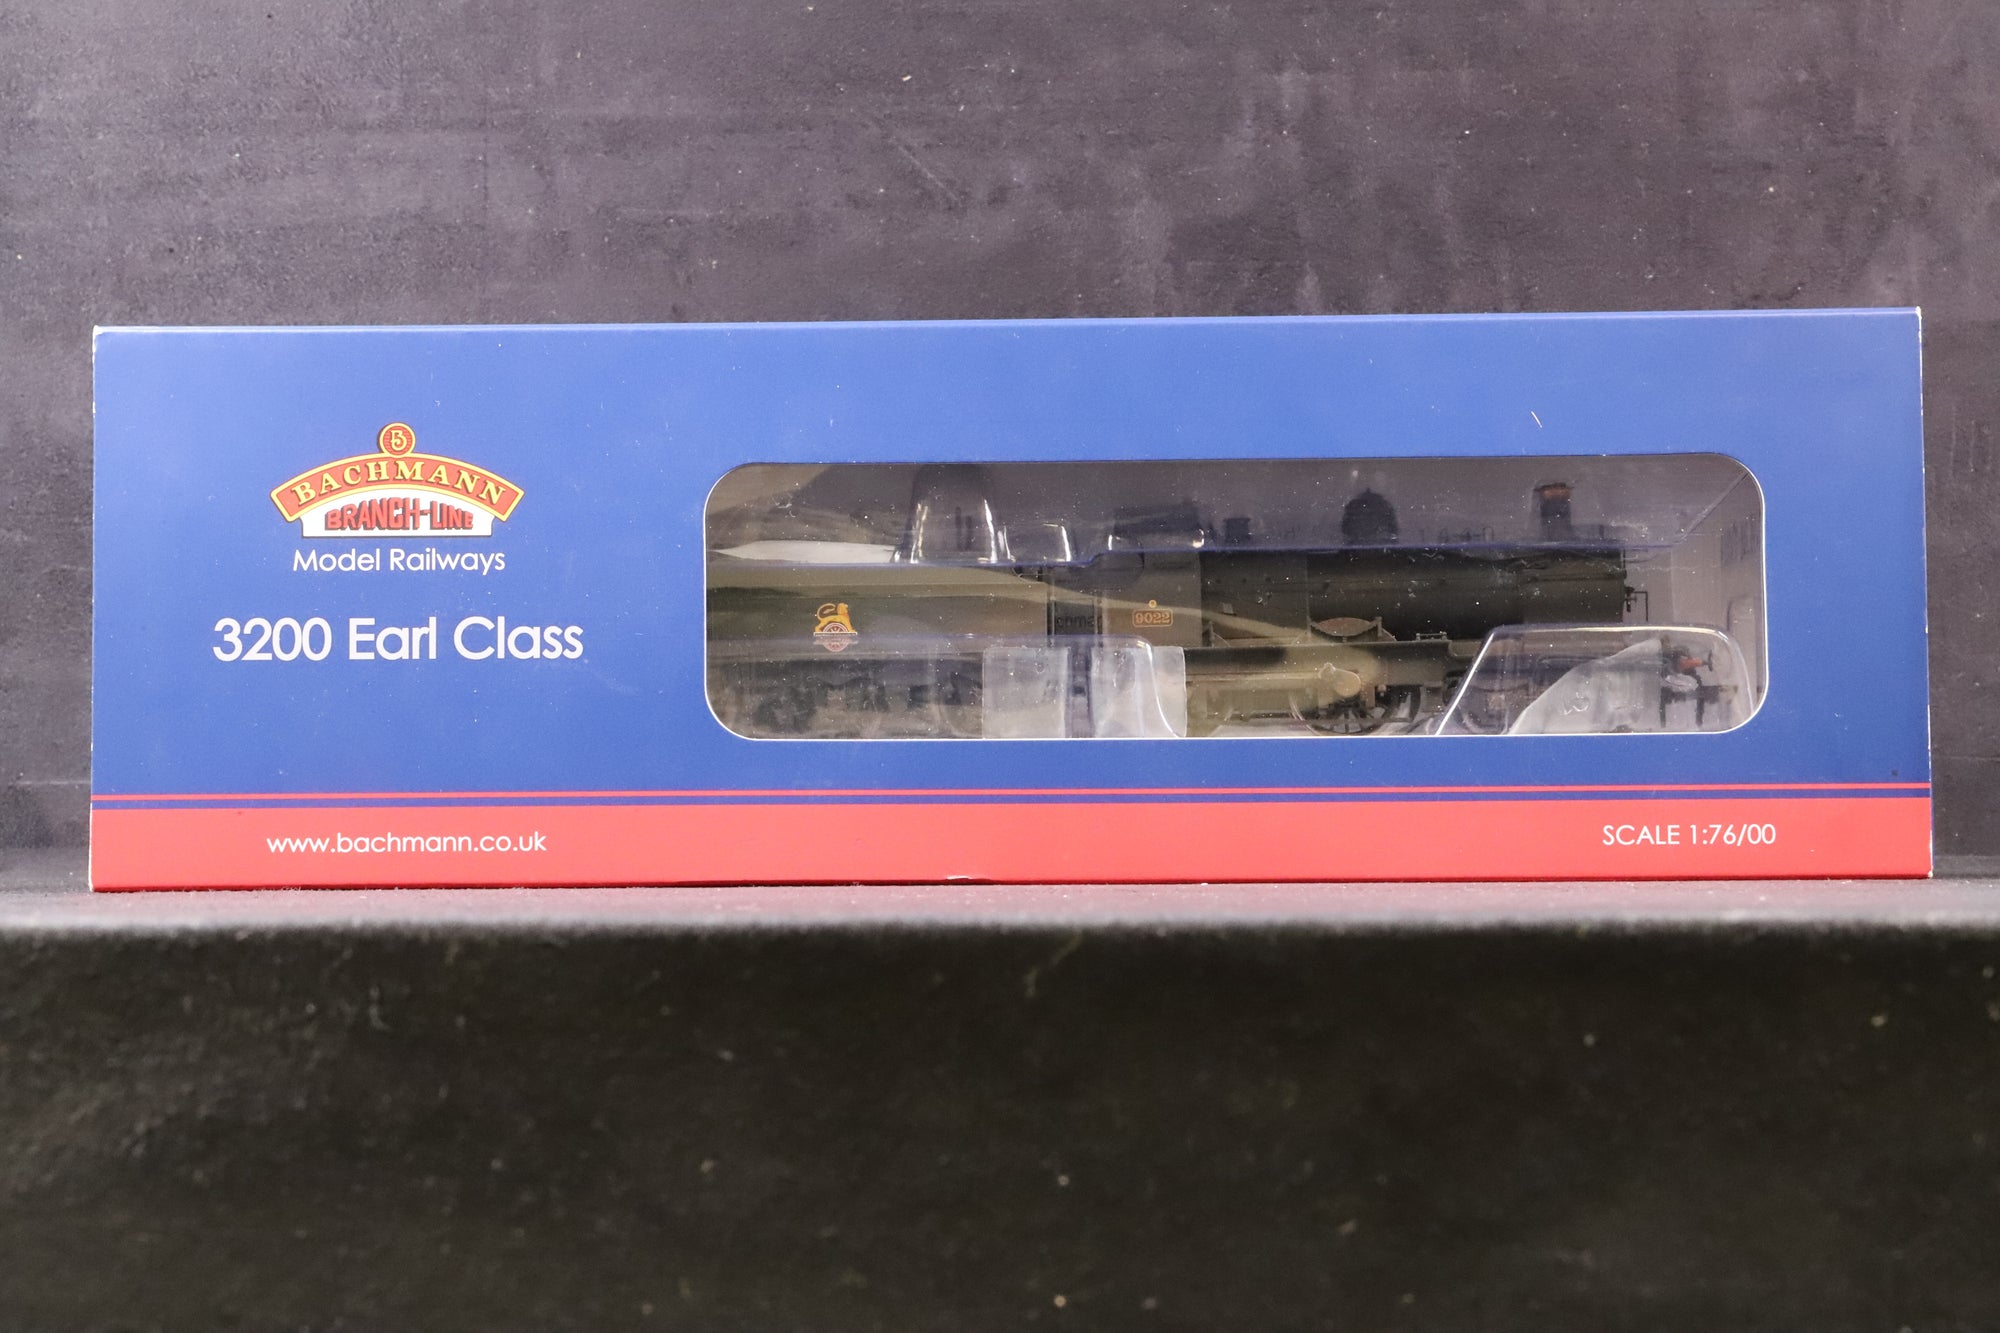 B
BACHMANN
BRANCH-LINE
Model Railways
3200 Earl Class
9022
www.bachmann.co.uk
SCALE 1:76/00